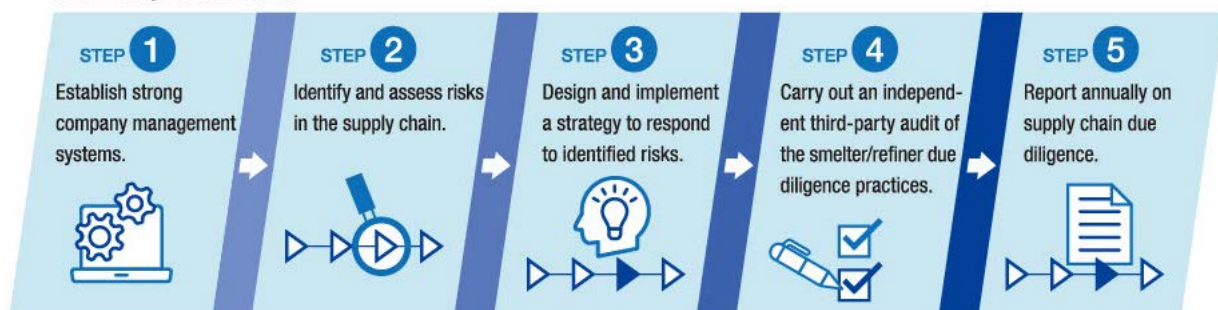 STEP 1
Establish strong
company management
systems.
STEP 2
Identify and assess risks
in the supply chain.
STEP 3
Design and implement
a strategy to respond
to identified risks.
STEP 4
Carry out an independ-
ent third-party audit of
the smelter/refiner due
diligence practices.
STEP 5
Report annually on
supply chain due
diligence.